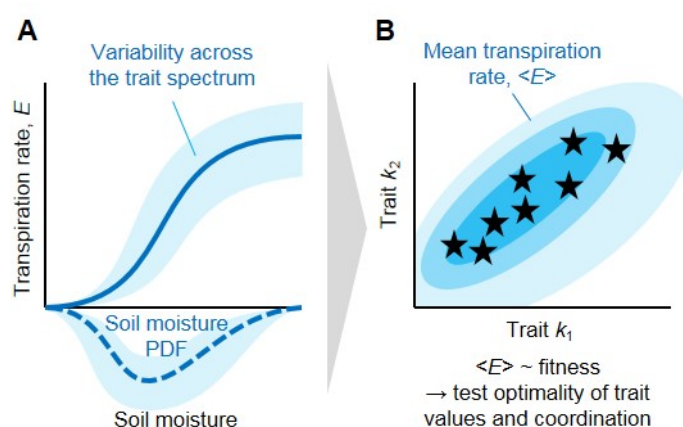 A
Variability across
the trait spectrum
Transpiration rate, E
Soil moisture
PDF
Soil moisture
B
Mean transpiration
rate, <E>
Trait k₂
Trait k₁
<E> ~ fitness
→ test optimality of trait
values and coordination